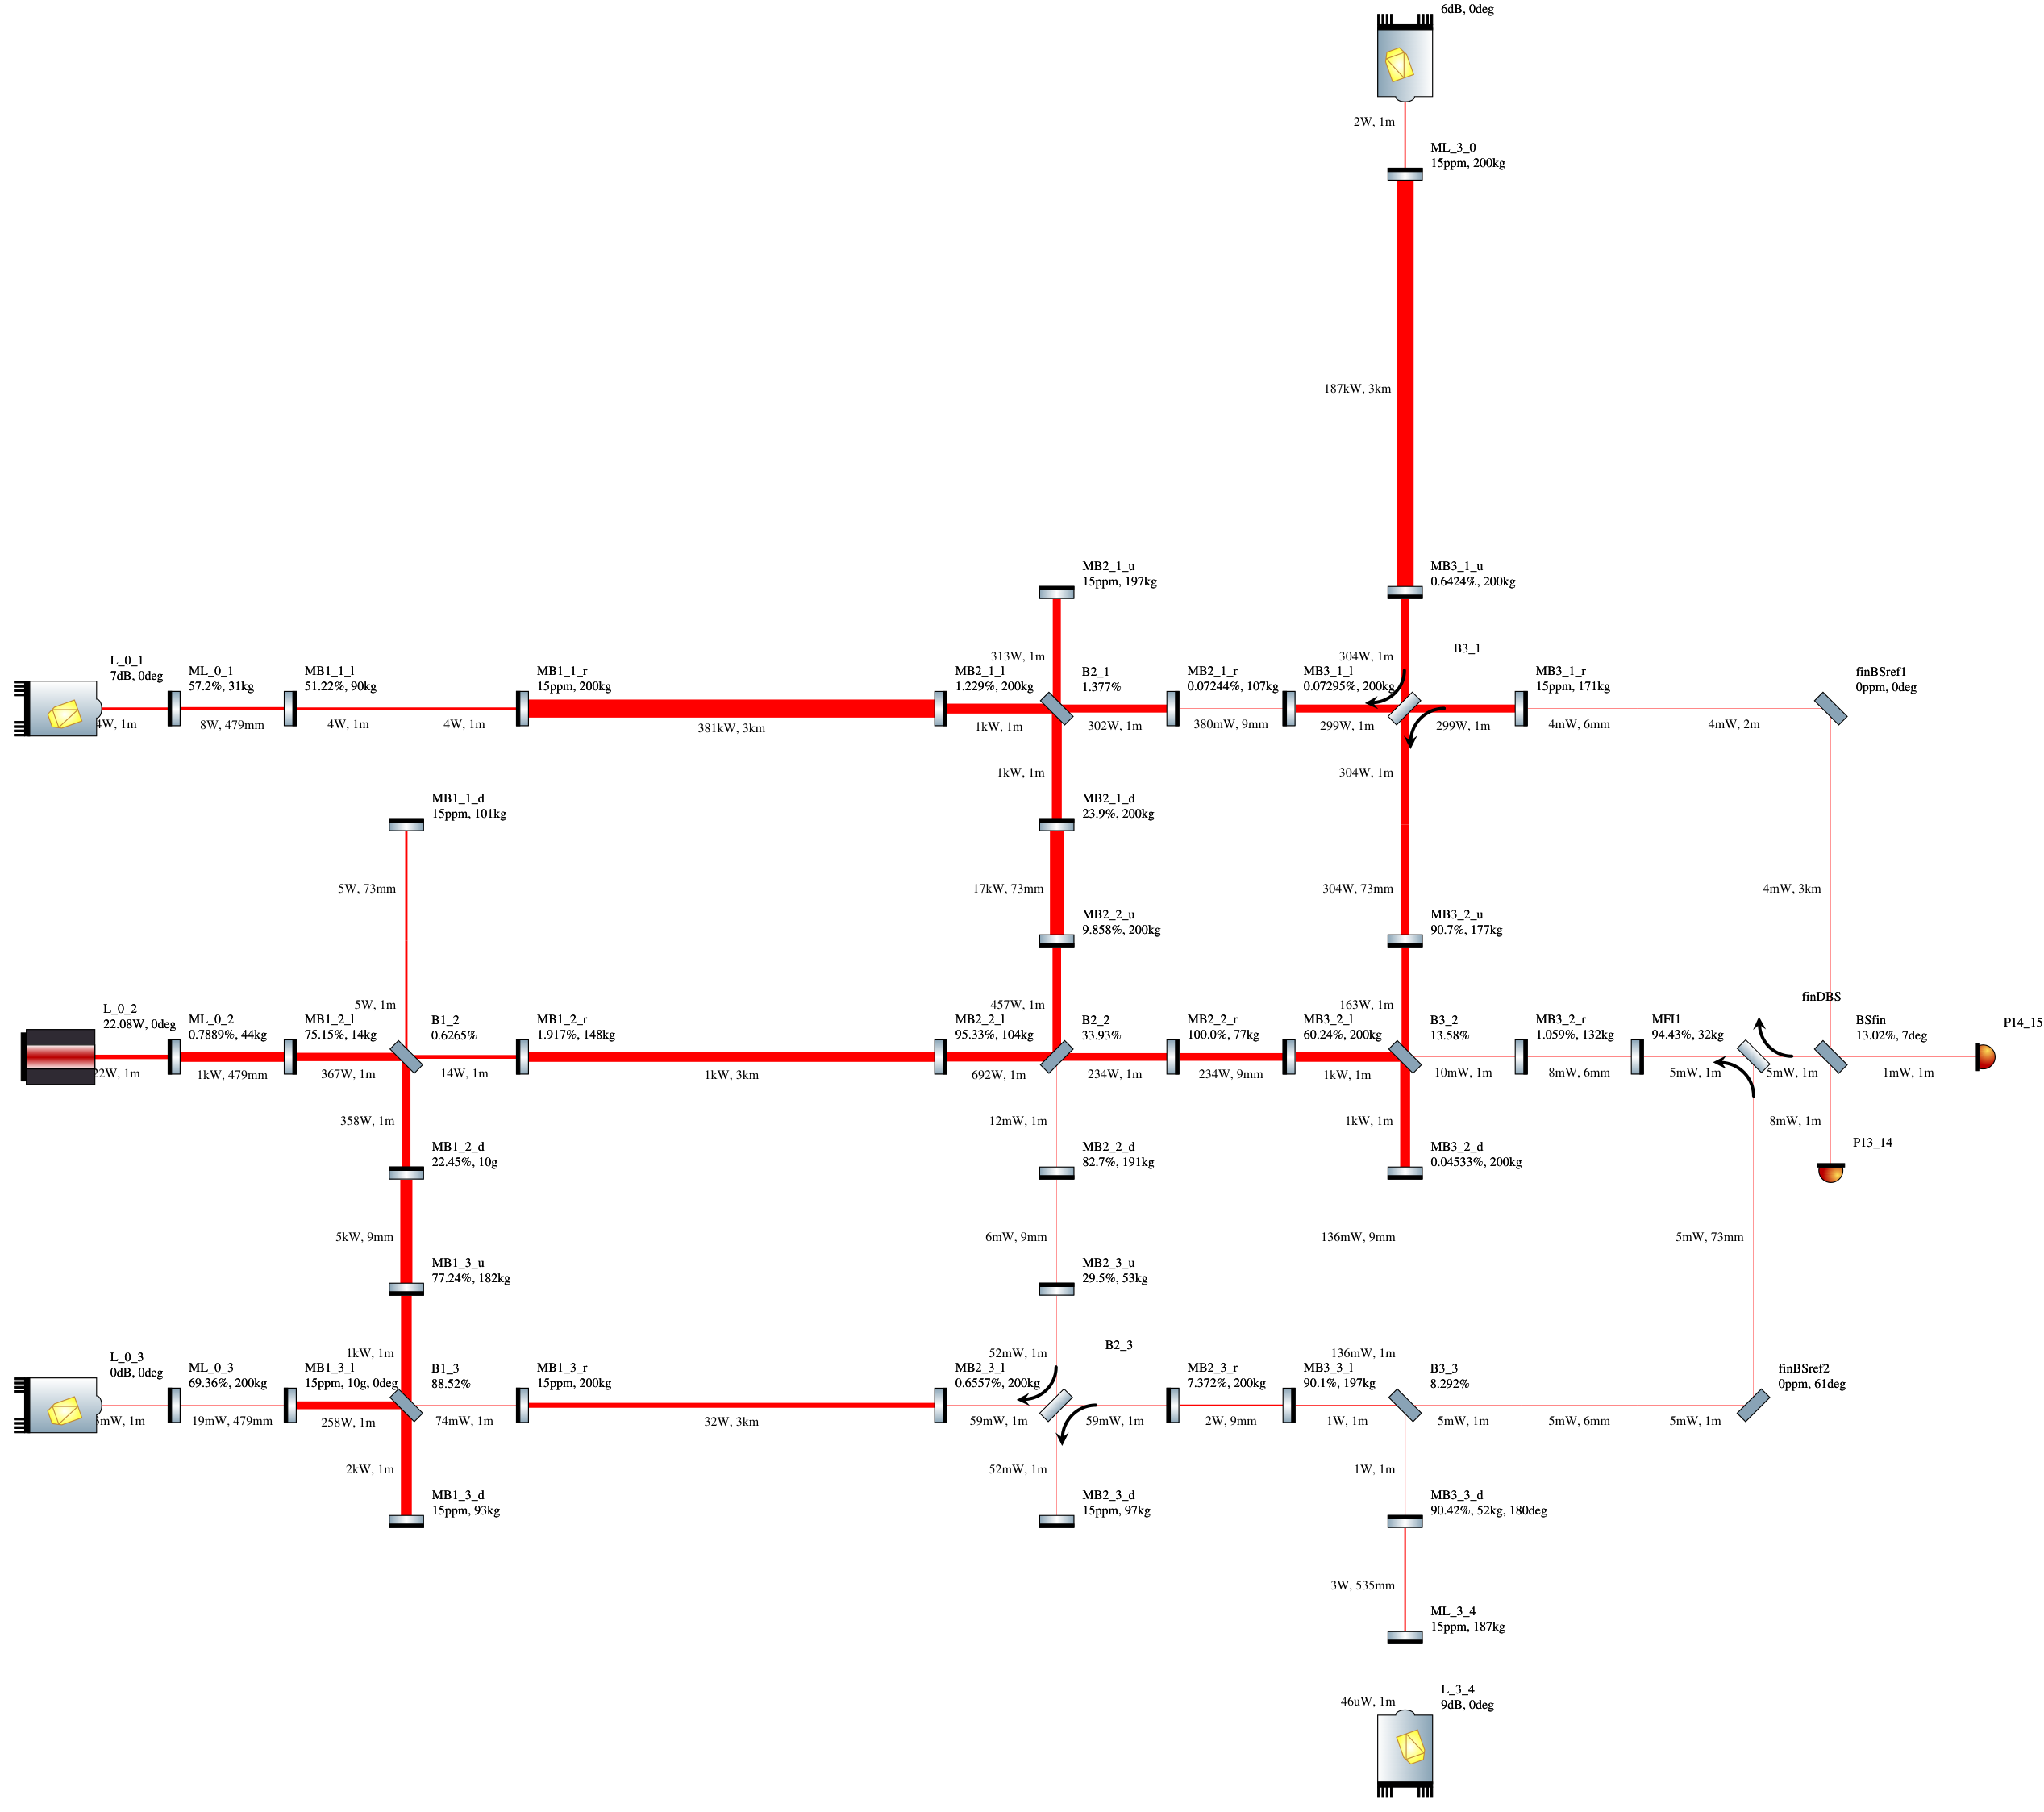 6dB, 0deg
2W, 1m
ML_3_0
15ppm, 200kg
187kW, 3km
MB2_1_u
15ppm, 197kg
MB3_1_u
0.6424%, 200kg
313W, 1m
304W, 1m
B3_1
L_0_1
7dB, 0deg
ML_0_1
57.2%, 31kg
MB1_1_l
51.22%, 90kg
MB1_1_r
15ppm, 200kg
MB2_1_l
1.229%, 200kg
B2_1
1.377%
MB2_1_r
0.07244%, 107kg
MB3_1_l
0.07295%, 200kg
MB3_1_r
15ppm, 171kg
finBSref1
0ppm, 0deg
4W, 1m
8W, 479mm
4W, 1m
4W, 1m
381kW, 3km
1kW, 1m
302W, 1m
380mW, 9mm
299W, 1m
299W, 1m
4mW, 6mm
4mW, 2m
1kW, 1m
304W, 1m
MB1_1_d
15ppm, 101kg
MB2_1_d
23.9%, 200kg
5W, 73mm
17kW, 73mm
304W, 73mm
4mW, 3km
MB2_2_u
9.858%, 200kg
MB3_2_u
90.7%, 177kg
5W, 1m
457W, 1m
163W, 1m
finDBS
L_0_2
22.08W, 0deg
ML_0_2
0.7889%, 44kg
MB1_2_l
75.15%, 14kg
B1_2
0.6265%
MB1_2_r
1.917%, 148kg
MB2_2_l
95.33%, 104kg
B2_2
33.93%
MB2_2_r
100.0%, 77kg
MB3_2_l
60.24%, 200kg
B3_2
13.58%
MB3_2_r
1.059%, 132kg
MFI1
94.43%, 32kg
BSfin
13.02%, 7deg
P14_15
22W, 1m
1kW, 479mm
367W, 1m
14W, 1m
1kW, 3km
692W, 1m
234W, 1m
234W, 9mm
1kW, 1m
10mW, 1m
8mW, 6mm
5mW, 1m
5mW, 1m
1mW, 1m
358W, 1m
12mW, 1m
1kW, 1m
8mW, 1m
P13_14
MB1_2_d
22.45%, 10g
MB2_2_d
82.7%, 191kg
MB3_2_d
0.04533%, 200kg
5kW, 9mm
6mW, 9mm
136mW, 9mm
5mW, 73mm
MB1_3_u
77.24%, 182kg
MB2_3_u
29.5%, 53kg
1kW, 1m
52mW, 1m
B2_3
136mW, 1m
L_0_3
0dB, 0deg
ML_0_3
69.36%, 200kg
MB1_3_l
15ppm, 10g, 0deg
B1_3
88.52%
MB1_3_r
15ppm, 200kg
MB2_3_l
0.6557%, 200kg
MB2_3_r
7.372%, 200kg
MB3_3_l
90.1%, 197kg
B3_3
8.292%
finBSref2
0ppm, 61deg
mW, 1m
19mW, 479mm
258W, 1m
74mW, 1m
32W, 3km
59mW, 1m
59mW, 1m
2W, 9mm
1W, 1m
5mW, 1m
5mW, 6mm
5mW, 1m
2kW, 1m
52mW, 1m
1W, 1m
MB1_3_d
15ppm, 93kg
MB2_3_d
15ppm, 97kg
MB3_3_d
90.42%, 52kg, 180deg
3W, 535mm
ML_3_4
15ppm, 187kg
46uW, 1m
L_3_4
9dB, 0deg